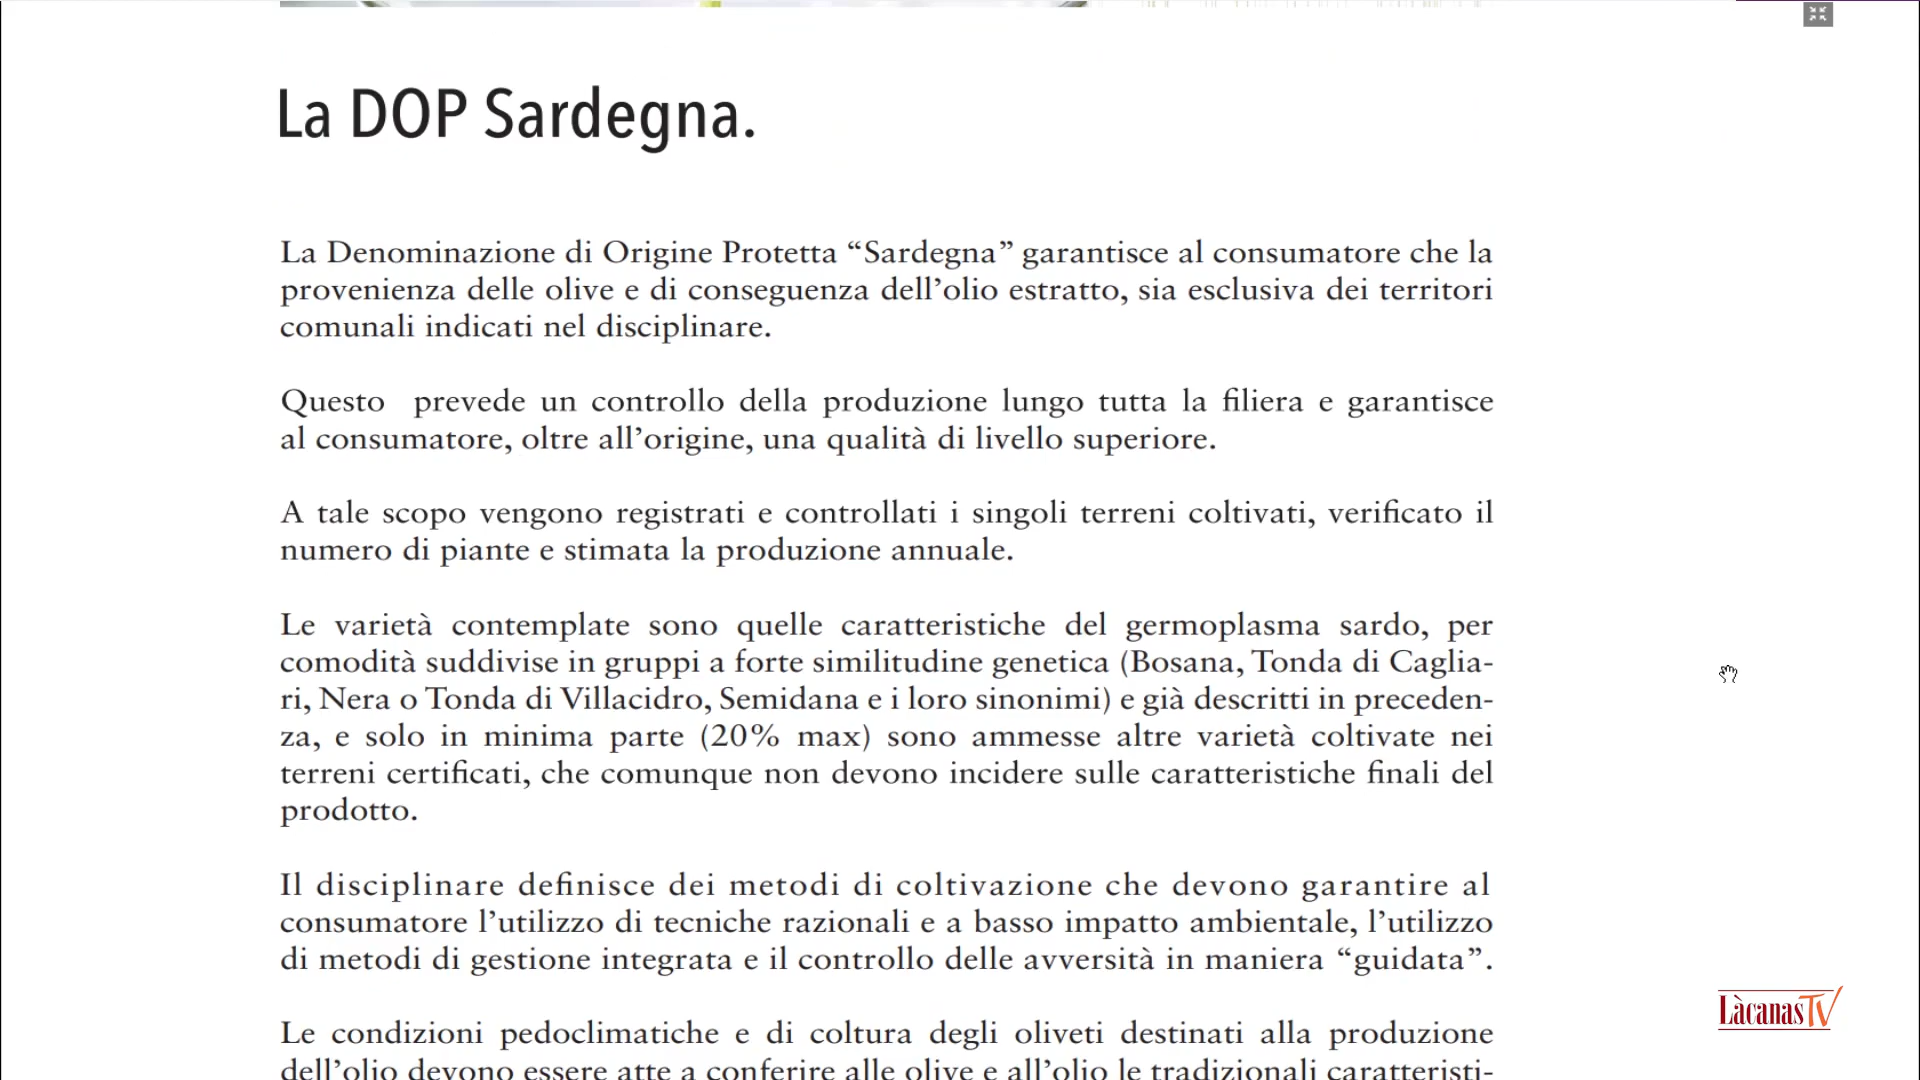 La DOP Sardegna.
La Denominazione di Origine Protetta “Sardegna” garantisce al consumatore che la
provenienza delle olive e di conseguenza dell’olio estratto, sia esclusiva dei territori
comunali indicati nel disciplinare.
Questo prevede un controllo della produzione lungo tutta la filiera e garantisce
al consumatore, oltre all’origine, una qualità di livello superiore.
A tale scopo vengono registrati e controllati i singoli terreni coltivati, verificato il
numero di piante e stimata la produzione annuale.
Le varietà contemplate sono quelle caratteristiche del germoplasma sardo, per
comodità suddivise in gruppi a forte similitudine genetica (Bosana, Tonda di Caglia-
ri, Nera o Tonda di Villacidro, Semidana e i loro sinonimi) e già descritti in preceden-
za, e solo in minima parte (20% max) sono ammesse altre varietà coltivate nei
terreni certificati, che comunque non devono incidere sulle caratteristiche finali del
prodotto.
Il disciplinare definisce dei metodi di coltivazione che devono garantire al
consumatore l’utilizzo di tecniche razionali e a basso impatto ambientale, l’utilizzo
di metodi di gestione integrata e il controllo delle avversità in maniera “guidata”.
Le condizioni pedoclimatiche e di coltura degli oliveti destinati alla produzione
dell’olio devono essere atte a conferire alle olive e all’olio le tradizionali caratteristi-
LàcanasTV